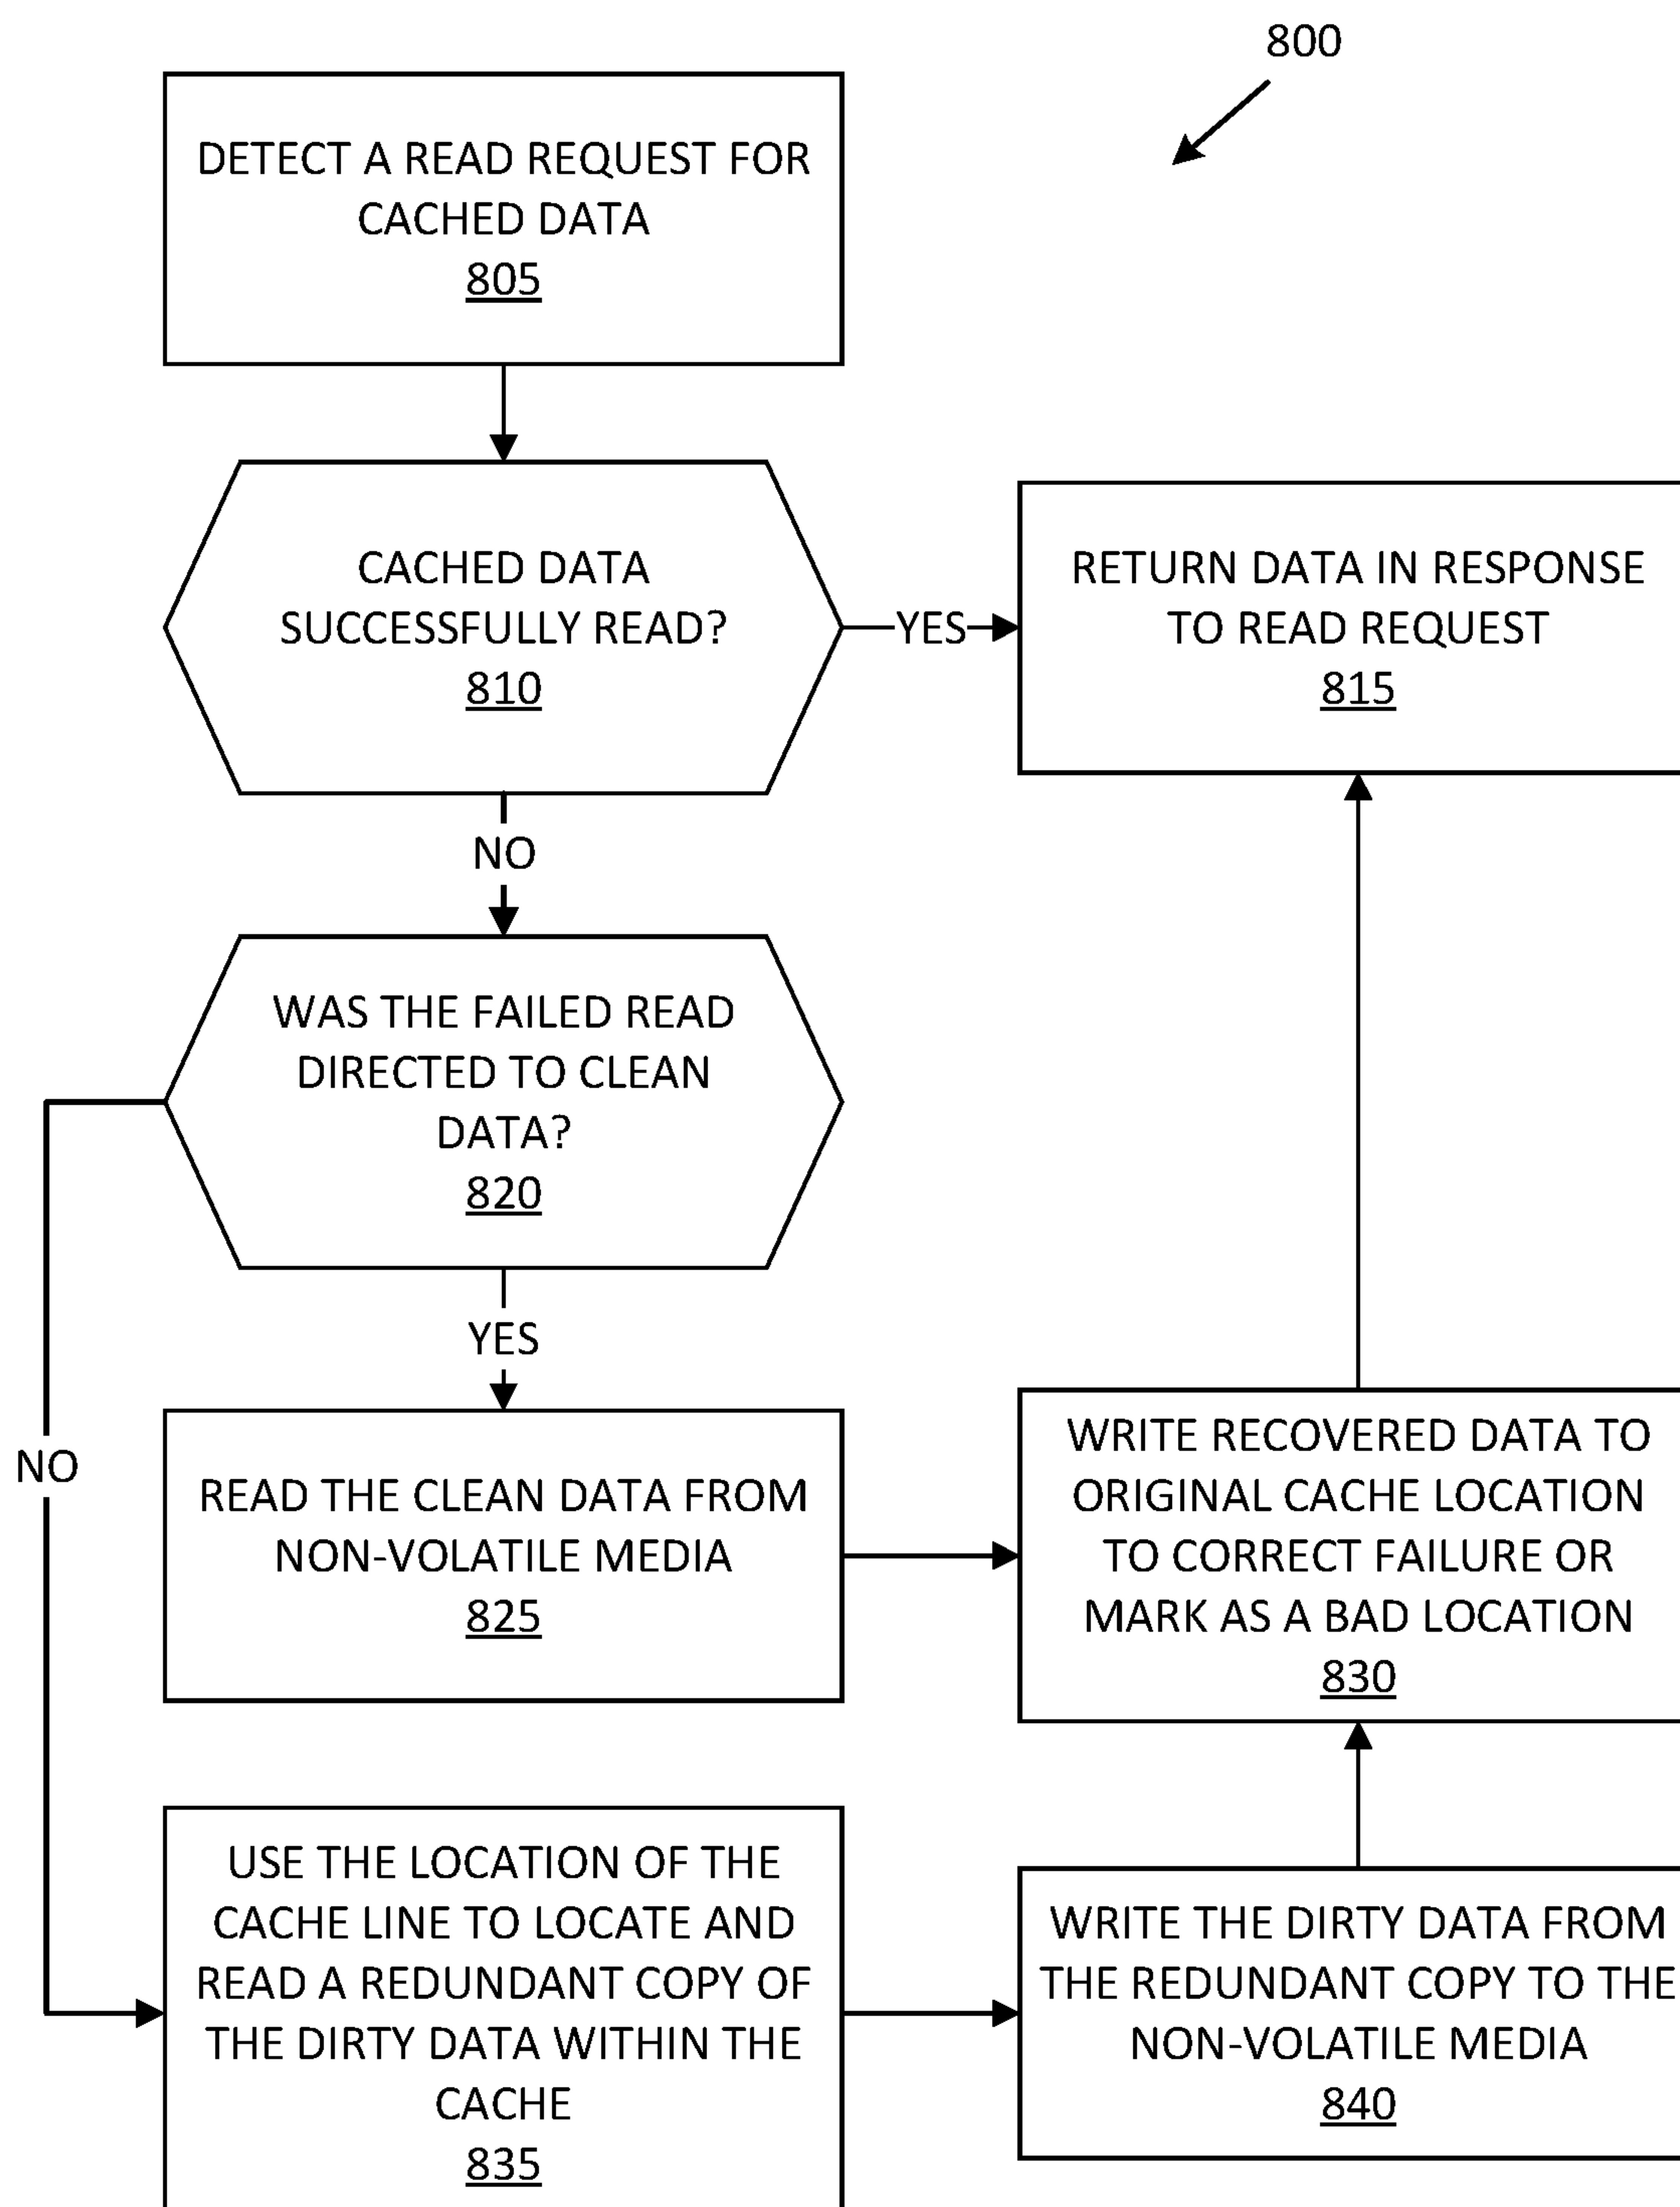 800
DETECT A READ REQUEST FOR
CACHED DATA
805
CACHED DATA
SUCCESSFULLY READ?
810
YES
RETURN DATA IN RESPONSE
TO READ REQUEST
815
NO
WAS THE FAILED READ
DIRECTED TO CLEAN
DATA?
820
YES
NO
READ THE CLEAN DATA FROM
NON-VOLATILE MEDIA
825
WRITE RECOVERED DATA TO
ORIGINAL CACHE LOCATION
TO CORRECT FAILURE OR
MARK AS A BAD LOCATION
830
USE THE LOCATION OF THE
CACHE LINE TO LOCATE AND
READ A REDUNDANT COPY OF
THE DIRTY DATA WITHIN THE
CACHE
835
WRITE THE DIRTY DATA FROM
THE REDUNDANT COPY TO THE
NON-VOLATILE MEDIA
840